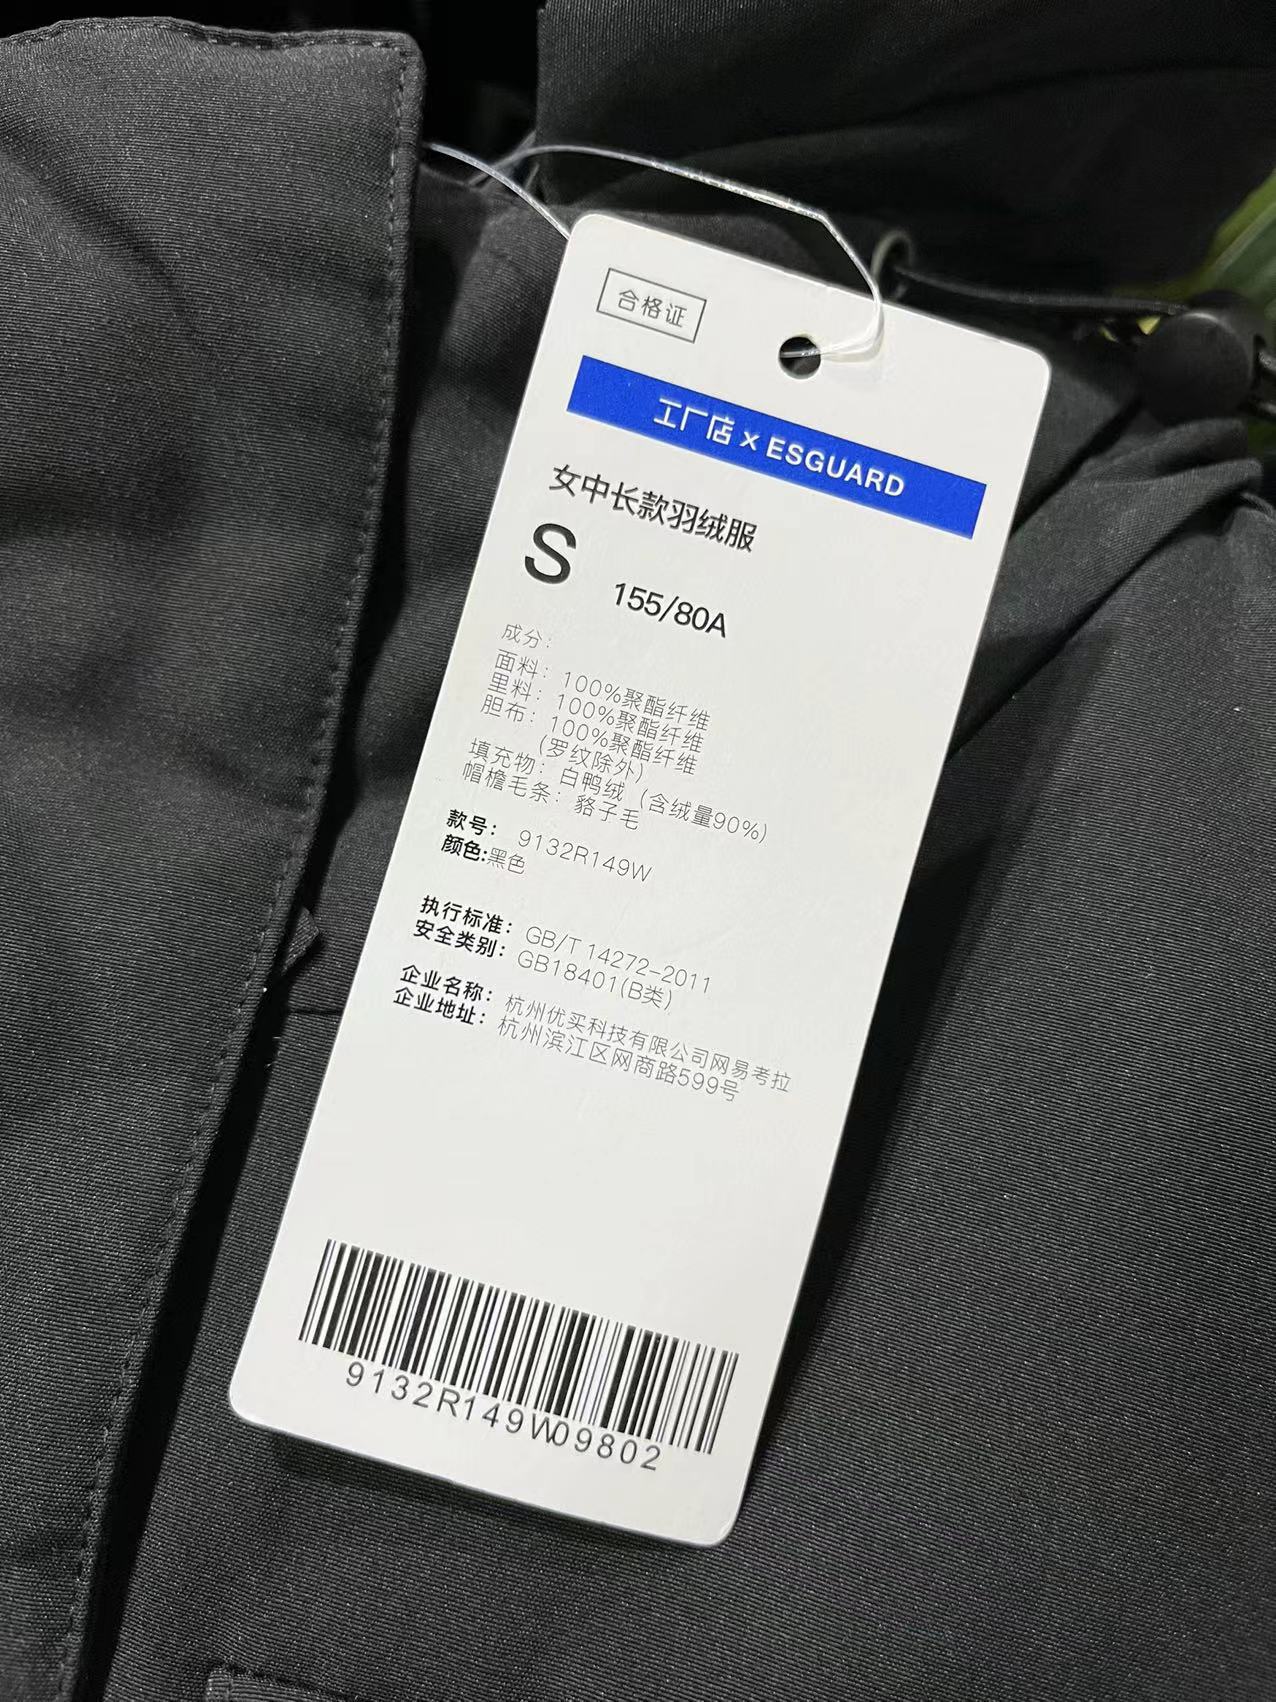 合格证
工厂店 × ESGUARD
女中长款羽绒服
S 155/80A
成分：
面料：100%聚酯纤维
里料：100%聚酯纤维
胆布：100%聚酯纤维
(罗纹除外)
填充物：白鸭绒（含绒量90%）
帽檐毛条：貉子毛
款号：9132R149W
颜色:黑色
执行标准：GB/T 14272-2011
安全类别：GB18401(B类)
企业名称：杭州优买科技有限公司网易考拉
企业地址：杭州滨江区网商路599号
9132R149W09802